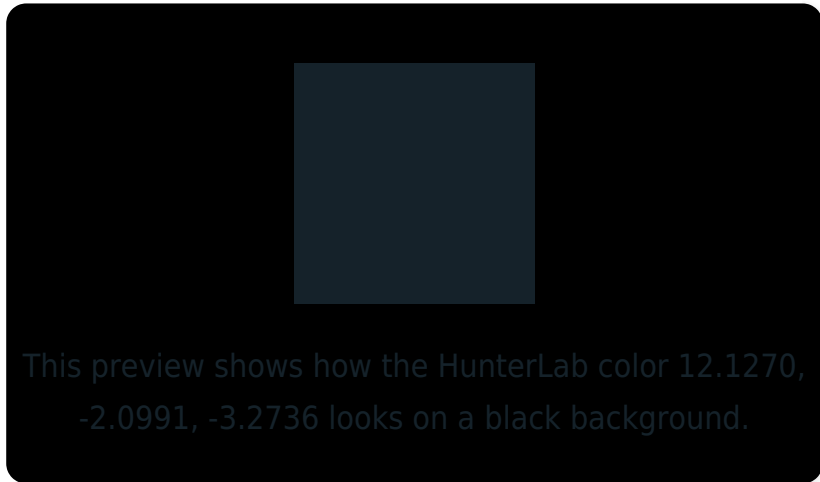 This preview shows how the HunterLab color 12.1270,
-2.0991, -3.2736 looks on a black background.